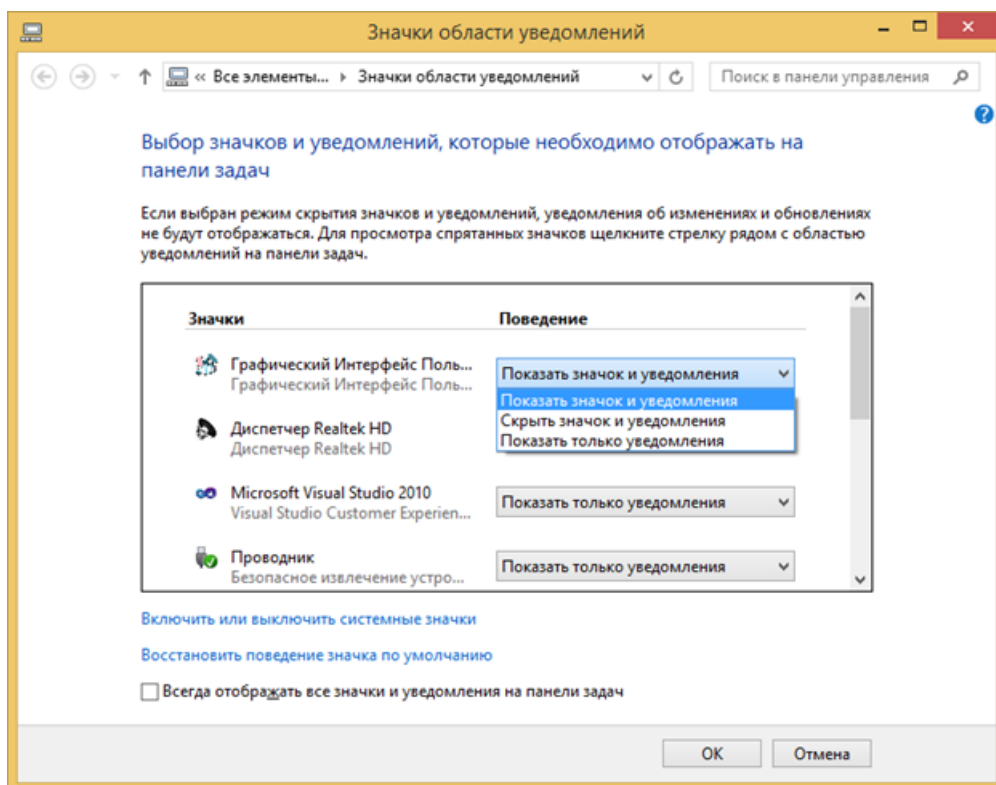 Значки области уведомлений
« Все элементы... Значки области уведомлений
Поиск в панели управления
Выбор значков и уведомлений, которые необходимо отображать на
панели задач
Если выбран режим скрытия значков и уведомлений, уведомления об изменениях и обновлениях
не будут отображаться. Для просмотра спрятанных значков щелкните стрелку рядом с областью
уведомлений на панели задач.
Значки Поведение
Графический Интерфейс Поль... Показать значок и уведомления
Графический Интерфейс Поль...
Показать значок и уведомления
Скрыть значок и уведомления
Показать только уведомления
Диспетчер Realtek HD
Диспетчер Realtek HD
Microsoft Visual Studio 2010 Показать только уведомления
Visual Studio Customer Experien...
Проводник Показать только уведомления
Безопасное извлечение устро...
Включить или выключить системные значки
Восстановить поведение значка по умолчанию
Всегда отображать все значки и уведомления на панели задач
ОК Отмена